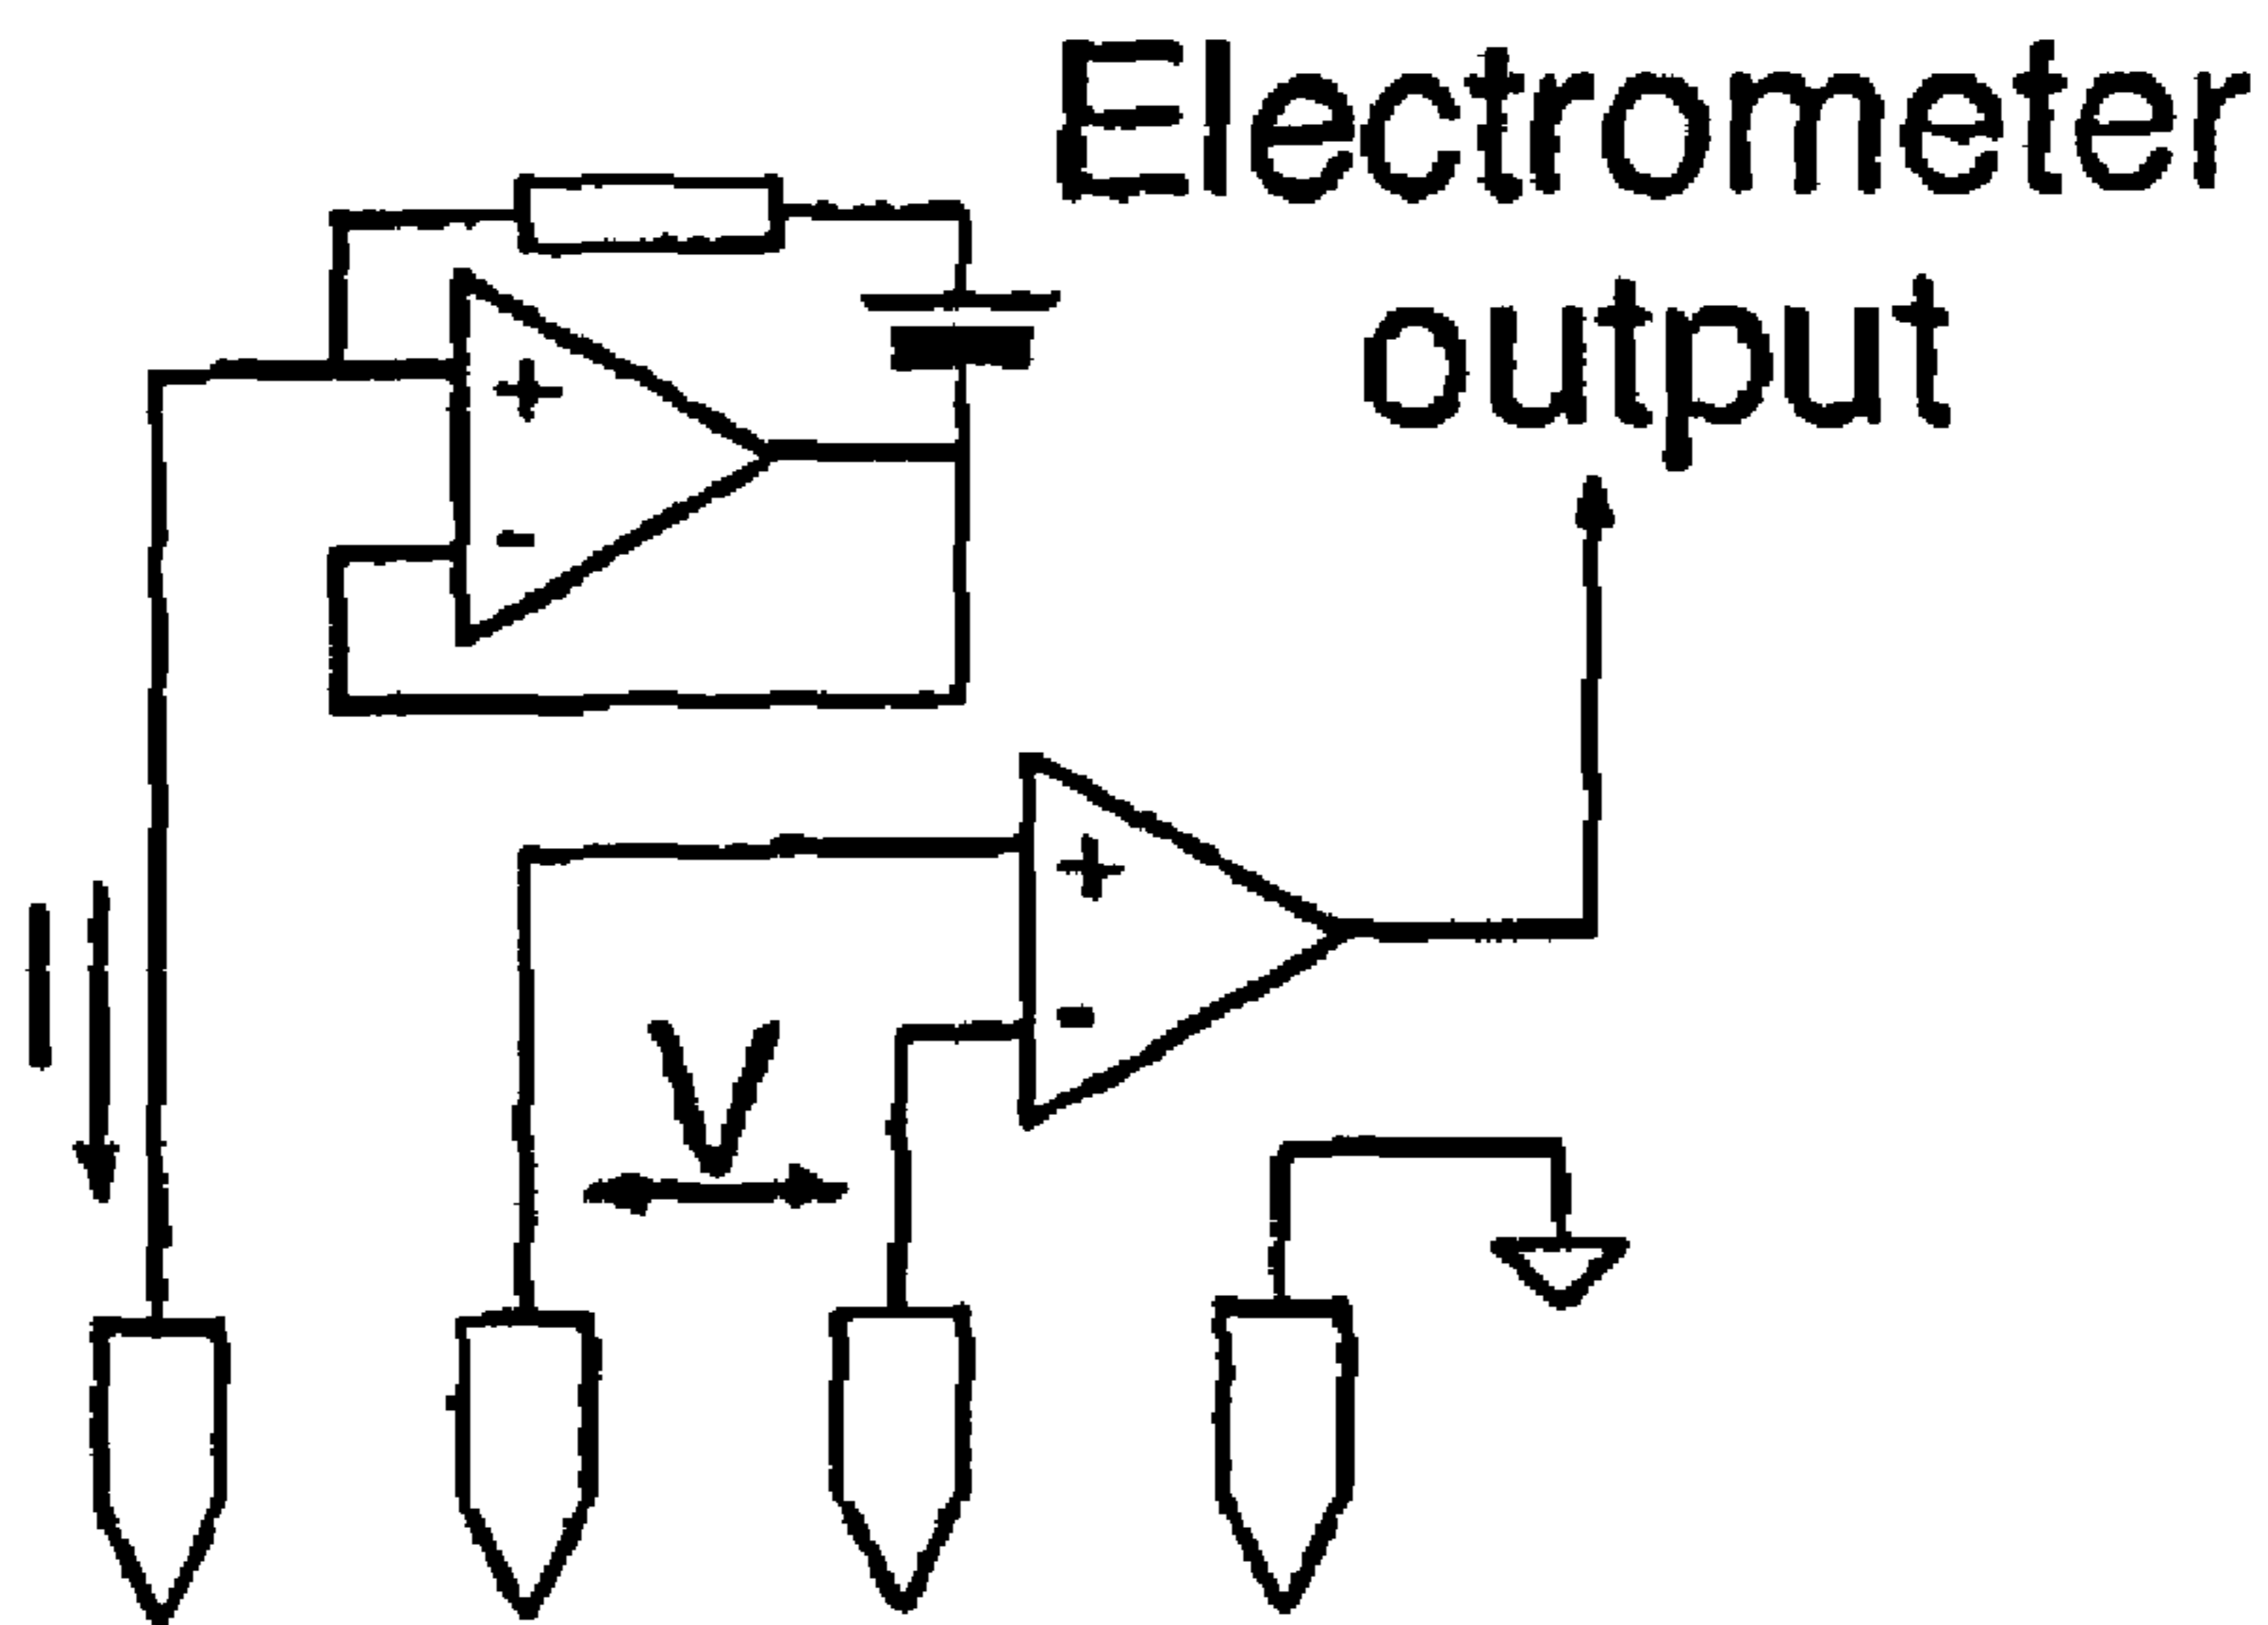 Electrometer
output
+
-
+
-
I
V